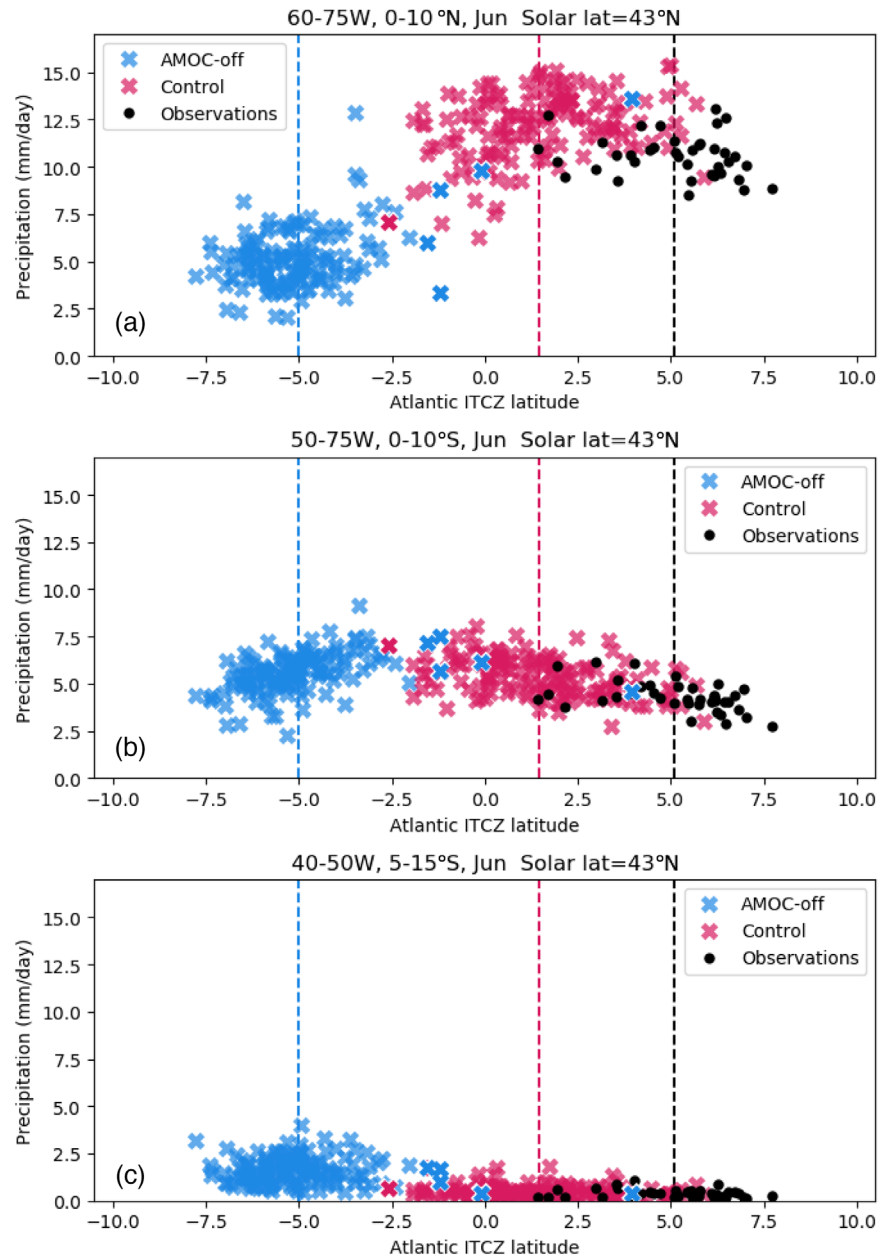 60-75W, 0-10°N, Jun  Solar lat=43°N
Precipitation (mm/day)
15.0
12.5
10.0
7.5
5.0
2.5
0.0
AMOC-off
Control
Observations
(a)
−10.0 −7.5 −5.0 −2.5 0.0 2.5 5.0 7.5 10.0
Atlantic ITCZ latitude
50-75W, 0-10°S, Jun  Solar lat=43°N
Precipitation (mm/day)
15.0
12.5
10.0
7.5
5.0
2.5
0.0
AMOC-off
Control
Observations
(b)
−10.0 −7.5 −5.0 −2.5 0.0 2.5 5.0 7.5 10.0
Atlantic ITCZ latitude
40-50W, 5-15°S, Jun  Solar lat=43°N
Precipitation (mm/day)
15.0
12.5
10.0
7.5
5.0
2.5
0.0
AMOC-off
Control
Observations
(c)
−10.0 −7.5 −5.0 −2.5 0.0 2.5 5.0 7.5 10.0
Atlantic ITCZ latitude